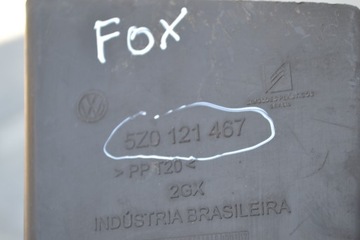 FOX
5Z0 121 467
>PP T20<
2GX
INDÚSTRIA BRASILEIRA